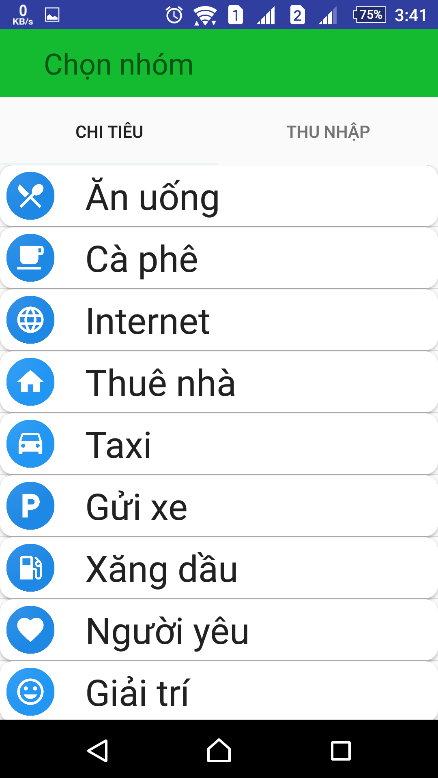 0 KB/s 1 2 75% 3:41
Chọn nhóm
CHI TIÊU THU NHẬP
Ăn uống
Cà phê
Internet
Thuê nhà
Taxi
P Gửi xe
Xăng dầu
Người yêu
Giải trí